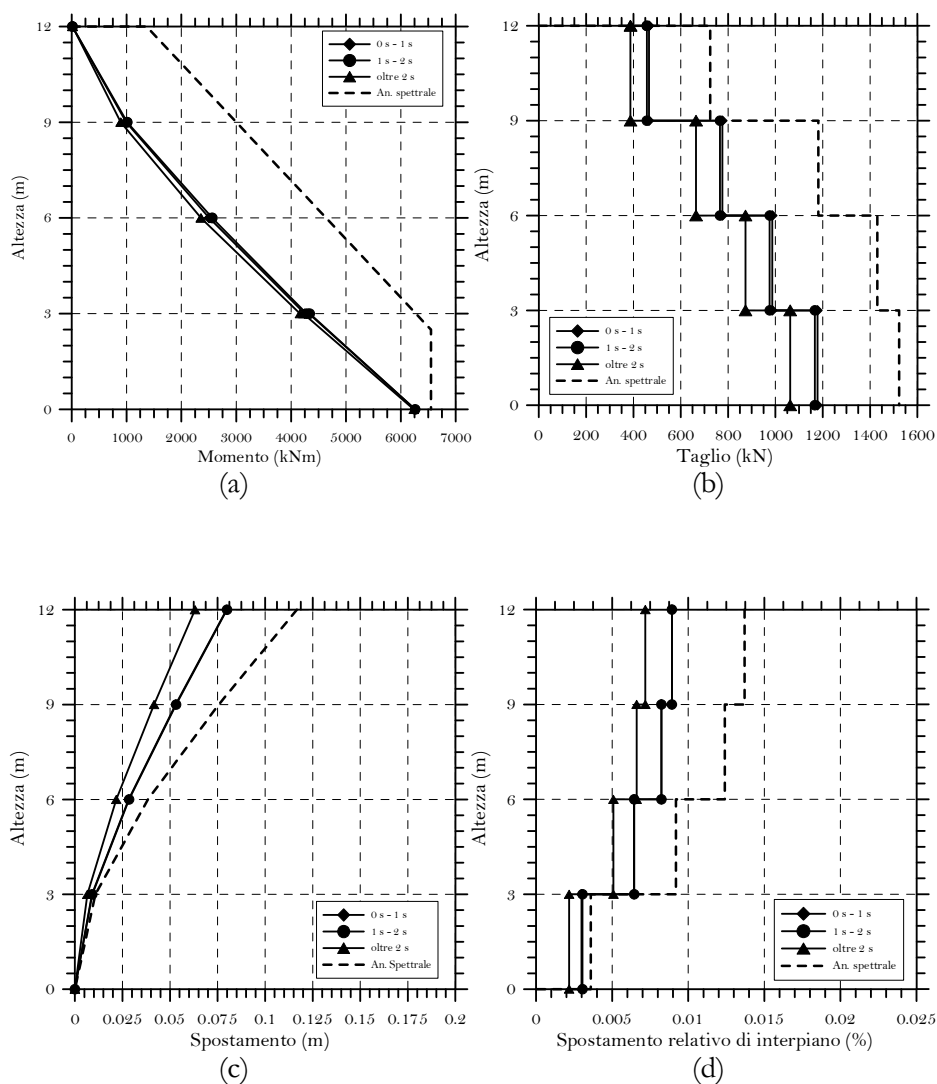 12
9
6
3
0
Altezza (m)
0 s - 1 s
1 s - 2 s
oltre 2 s
An. spettrale
0 1000 2000 3000 4000 5000 6000 7000
Momento (kNm)
(a)
12
9
6
3
0
Altezza (m)
0 s - 1 s
1 s - 2 s
oltre 2 s
An. spettrale
0 200 400 600 800 1000 1200 1400 1600
Taglio (kN)
(b)
12
9
6
3
0
Altezza (m)
0 s - 1 s
1 s - 2 s
oltre 2 s
An. Spettrale
0 0.025 0.05 0.075 0.1 0.125 0.15 0.175 0.2
Spostamento (m)
(c)
12
9
6
3
0
Altezza (m)
0 s - 1 s
1 s - 2 s
oltre 2 s
An. spettrale
0 0.005 0.01 0.015 0.02 0.025
Spostamento relativo di interpiano (%)
(d)